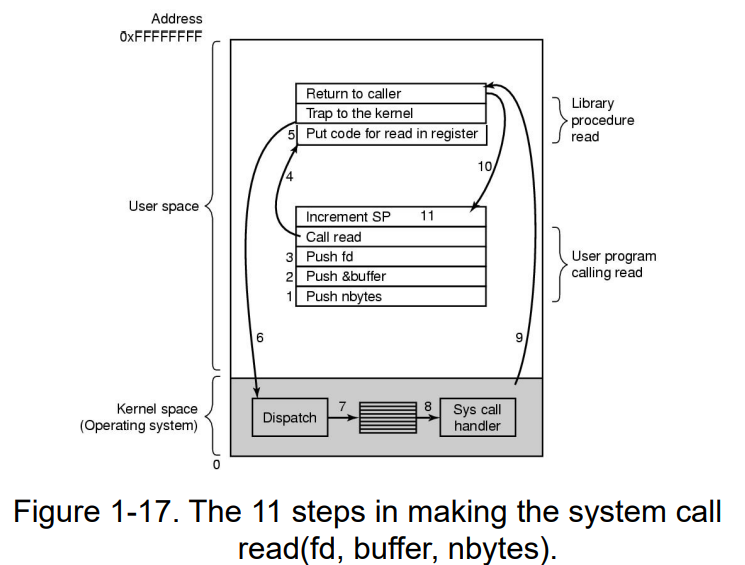 Address
0xFFFFFFFF
Return to caller
Trap to the kernel
5 Put code for read in register
Library
procedure
read
4
10
User space
Increment SP 11
Call read
3 Push fd
2 Push &buffer
1 Push nbytes
User program
calling read
6
9
Kernel space
(Operating system)
Dispatch
7
8
Sys call
handler
0
Figure 1-17. The 11 steps in making the system call
read(fd, buffer, nbytes).